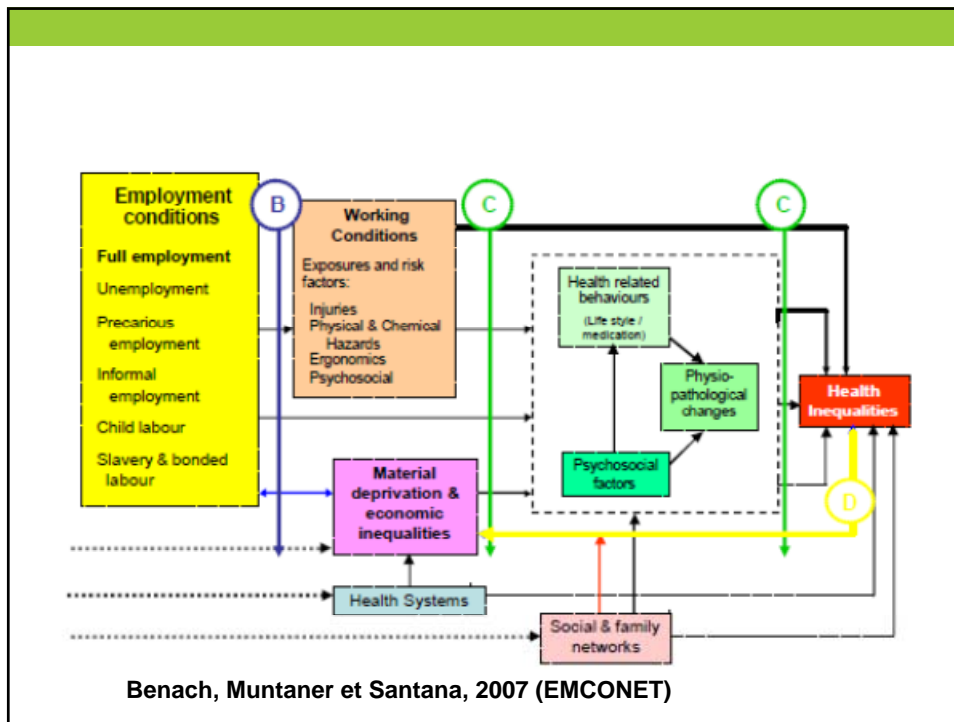 Employment
conditions
Full employment
Unemployment
Precarious
employment
Informal
employment
Child labour
Slavery & bonded
labour
B
Working
Conditions
Exposures and risk
factors:
Injuries
Physical & Chemical
Hazards
Ergonomics
Psychosocial
C
C
Health related
behaviours
(Life style /
medication)
Physio-
pathological
changes
Psychosocial
factors
Health
Inequalities
Material
deprivation &
economic
inequalities
D
Health Systems
Social & family
networks
Benach, Muntaner et Santana, 2007 (EMCONET)